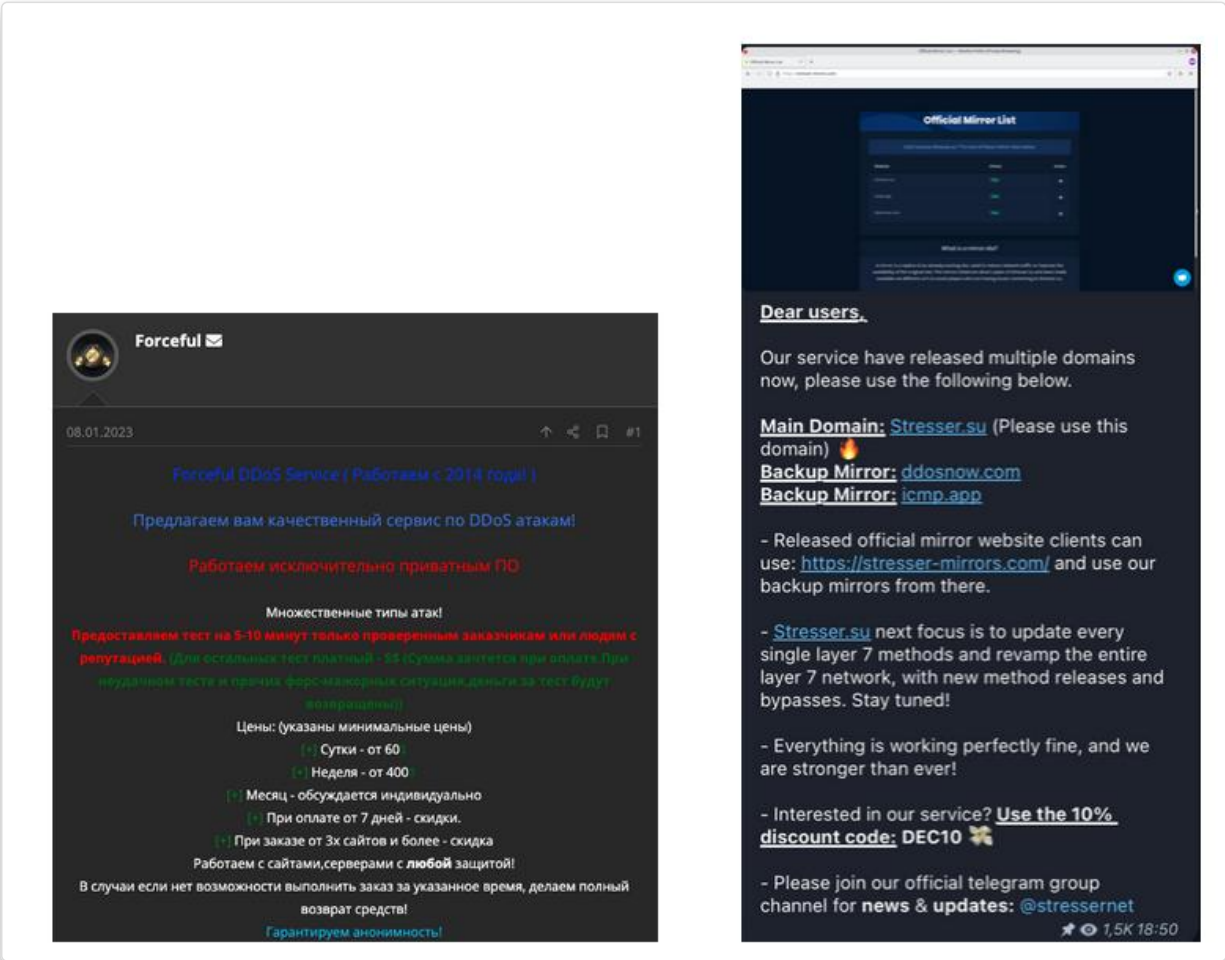 Forceful
08.01.2023
#1
Forceful DDoS Service ( Работаем с 2014 года! )
Предлагаем вам качественный сервис по DDoS атакам!
Работаем исключительно приватным ПО
Множественные типы атак!
Предоставляем тест на 5-10 минут только проверенным заказчикам или людям с
репутацией. (Для остальных тест платный - 5$ (Сумма зачтется при оплате.При
неудачном тесте и прочих форс-мажорных ситуация,деньги за тест будут
возвращены))
Цены: (указаны минимальные цены)
[+] Сутки - от 60$
[+] Неделя - от 400$
[+] Месяц - обсуждается индивидуально
[+] При оплате от 7 дней - скидки.
[+] При заказе от 3х сайтов и более - скидка
Работаем с сайтами,серверами с любой защитой!
В случаи если нет возможности выполнить заказ за указанное время, делаем полный
возврат средств!
Гарантируем анонимность!
Official Mirror List
What is a mirror site?
Dear users,
Our service have released multiple domains
now, please use the following below.
Main Domain: Stresser.su (Please use this
domain) 🔥
Backup Mirror: ddosnow.com
Backup Mirror: icmp.app
- Released official mirror website clients can
use: https://stresser-mirrors.com/ and use our
backup mirrors from there.
- Stresser.su next focus is to update every
single layer 7 methods and revamp the entire
layer 7 network, with new method releases and
bypasses. Stay tuned!
- Everything is working perfectly fine, and we
are stronger than ever!
- Interested in our service? Use the 10%
discount code: DEC10 💸
- Please join our official telegram group
channel for news & updates: @stressernet
1,5K 18:50